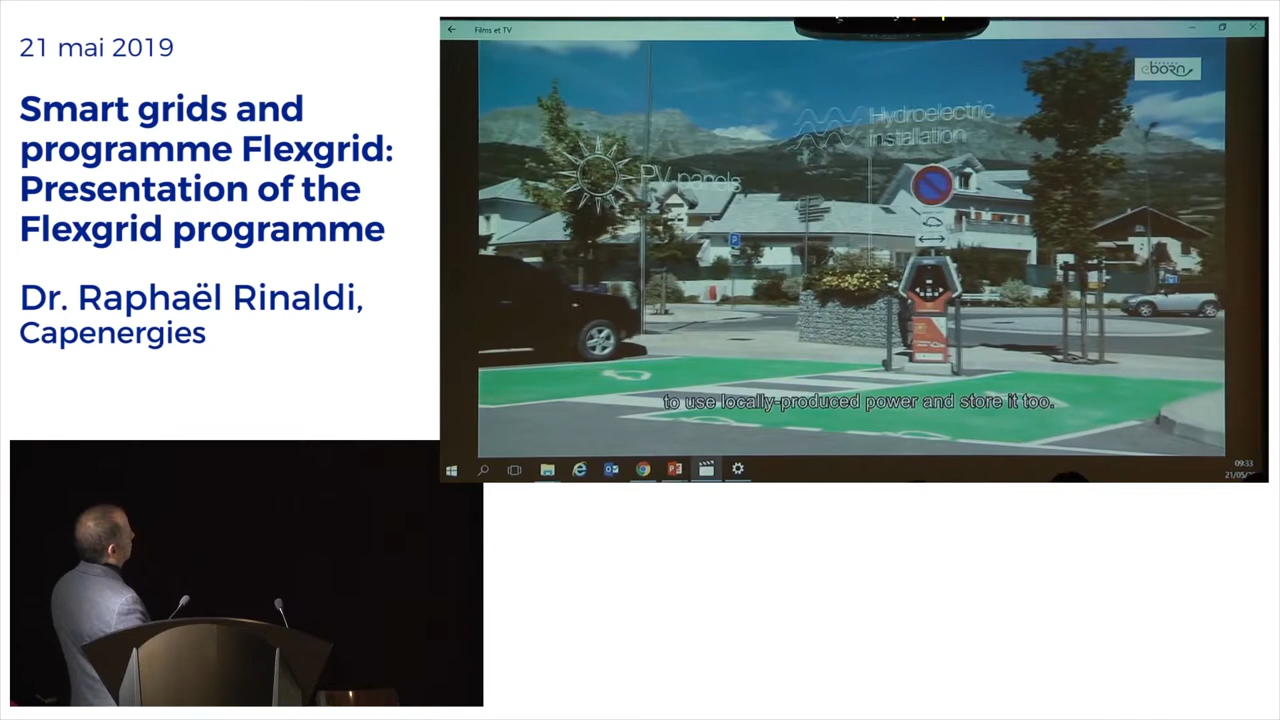 21 mai 2019
Smart grids and
programme Flexgrid:
Presentation of the
Flexgrid programme
Dr. Raphaël Rinaldi,
Capenergies
Films et TV
eborn
Hydroelectric
installation
PV panels
P
to use locally-produced power and store it too.
09:33
21/05/